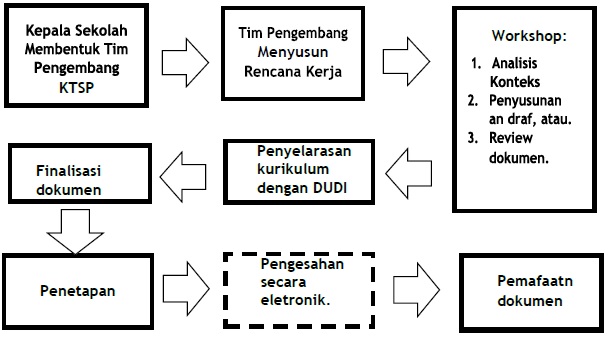 Kepala Sekolah
Membentuk Tim
Pengembang
KTSP
Tim Pengembang
Menyusun
Rencana Kerja
Workshop:
1. Analisis
Konteks
2. Penyusunan
an draf, atau.
3. Review
dokumen.
Penyelarasan
kurikulum
dengan DUDI
Finalisasi
dokumen
Penetapan
Pengesahan
secara
eletronik.
Pemafaatn
dokumen